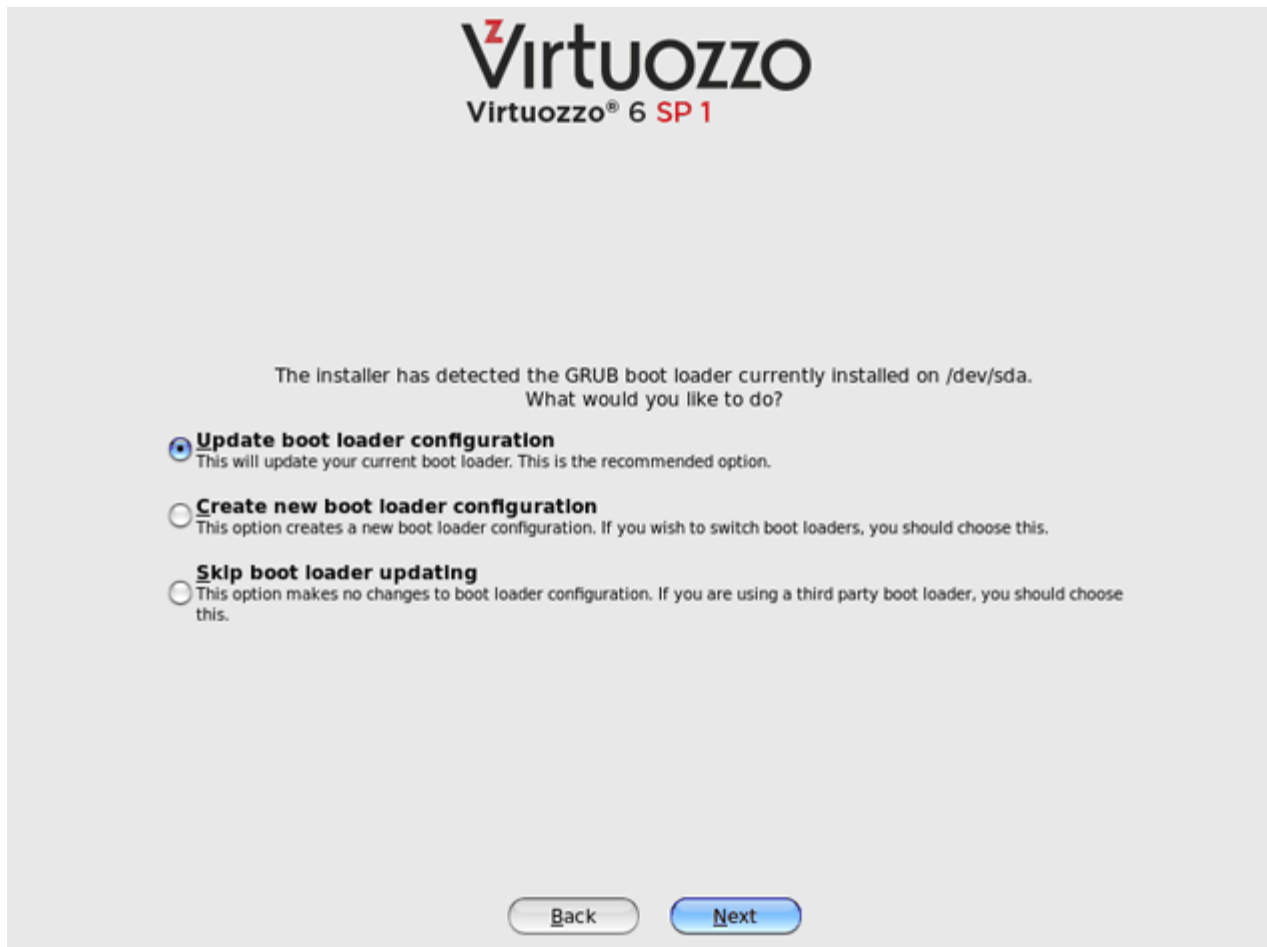 Virtuozzo
Virtuozzo® 6 SP 1
The installer has detected the GRUB boot loader currently installed on /dev/sda.
What would you like to do?
Update boot loader configuration
This will update your current boot loader. This is the recommended option.
Create new boot loader configuration
This option creates a new boot loader configuration. If you wish to switch boot loaders, you should choose this.
Skip boot loader updating
This option makes no changes to boot loader configuration. If you are using a third party boot loader, you should choose
this.
Back
Next